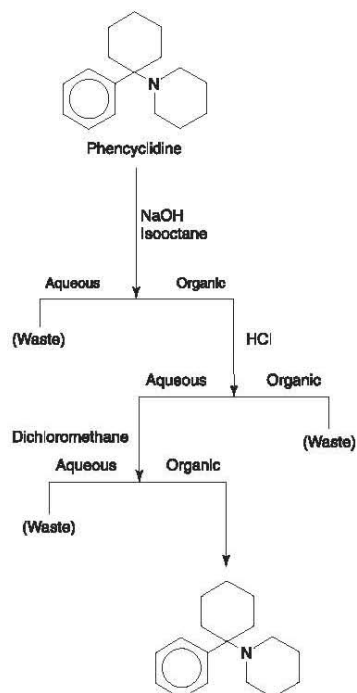 N
Phencyclidine
NaOH
Isooctane
Aqueous Organic
(Waste)
HCl
Aqueous Organic
(Waste)
Dichloromethane
Aqueous Organic
(Waste)
N